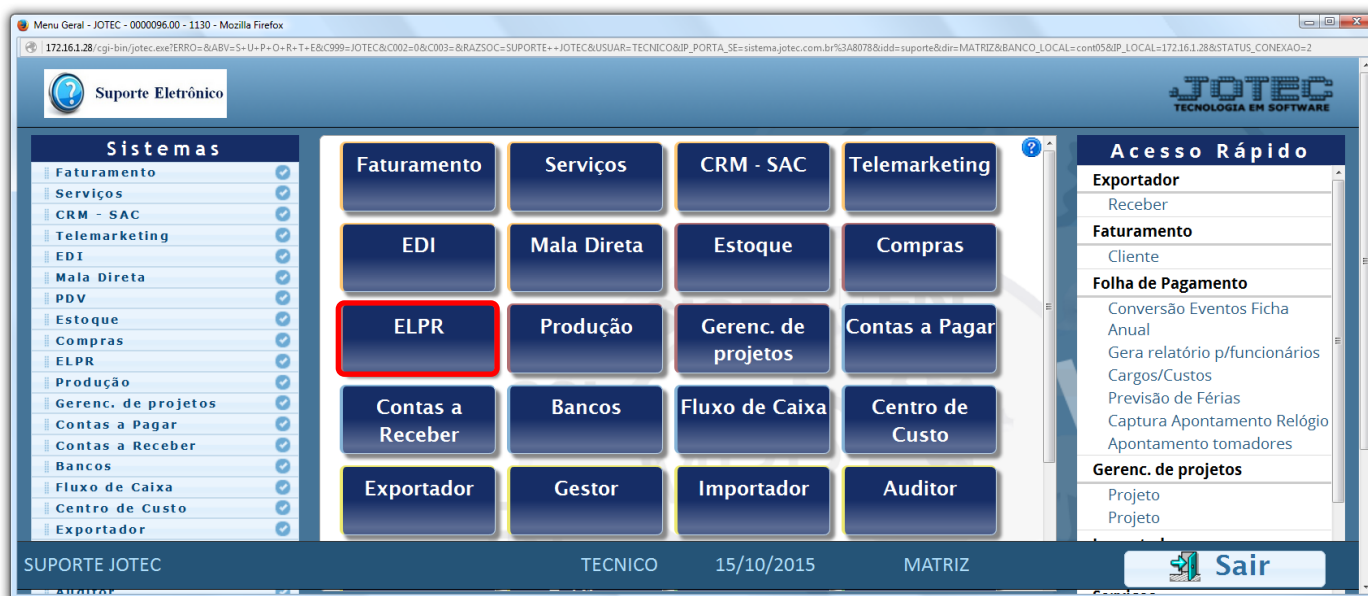 Menu Geral - JOTEC - 0000096.00 - 1130 - Mozilla Firefox
172.16.1.28/cgi-bin/jotec.exe?ERRO=&ABV=S+U+P+O+R+T+E&C999=JOTEC&C002=0&C003=&RAZSOC=SUPORTE++JOTEC&USUAR=TECNICO&IP_PORTA_SE=sistema.jotec.com.br%3A8078&idd=suporte&dir=MATRIZ&BANCO_LOCAL=cont05&IP_LOCAL=172.16.1.28&STATUS_CONEXAO=2
Suporte Eletrônico
JOTEC
TECNOLOGIA EM SOFTWARE
Sistemas
Faturamento
Serviços
CRM - SAC
Telemarketing
EDI
Mala Direta
PDV
Estoque
Compras
ELPR
Produção
Gerenc. de projetos
Contas a Pagar
Contas a Receber
Bancos
Fluxo de Caixa
Centro de Custo
Exportador
Auditor
Faturamento
Serviços
CRM - SAC
Telemarketing
EDI
Mala Direta
Estoque
Compras
ELPR
Produção
Gerenc. de
projetos
Contas a Pagar
Contas a
Receber
Bancos
Fluxo de Caixa
Centro de
Custo
Exportador
Gestor
Importador
Auditor
Acesso Rápido
Exportador
Receber
Faturamento
Cliente
Folha de Pagamento
Conversão Eventos Ficha
Anual
Gera relatório p/funcionários
Cargos/Custos
Previsão de Férias
Captura Apontamento Relógio
Apontamento tomadores
Gerenc. de projetos
Projeto
Projeto
SUPORTE JOTEC
TECNICO
15/10/2015
MATRIZ
Sair